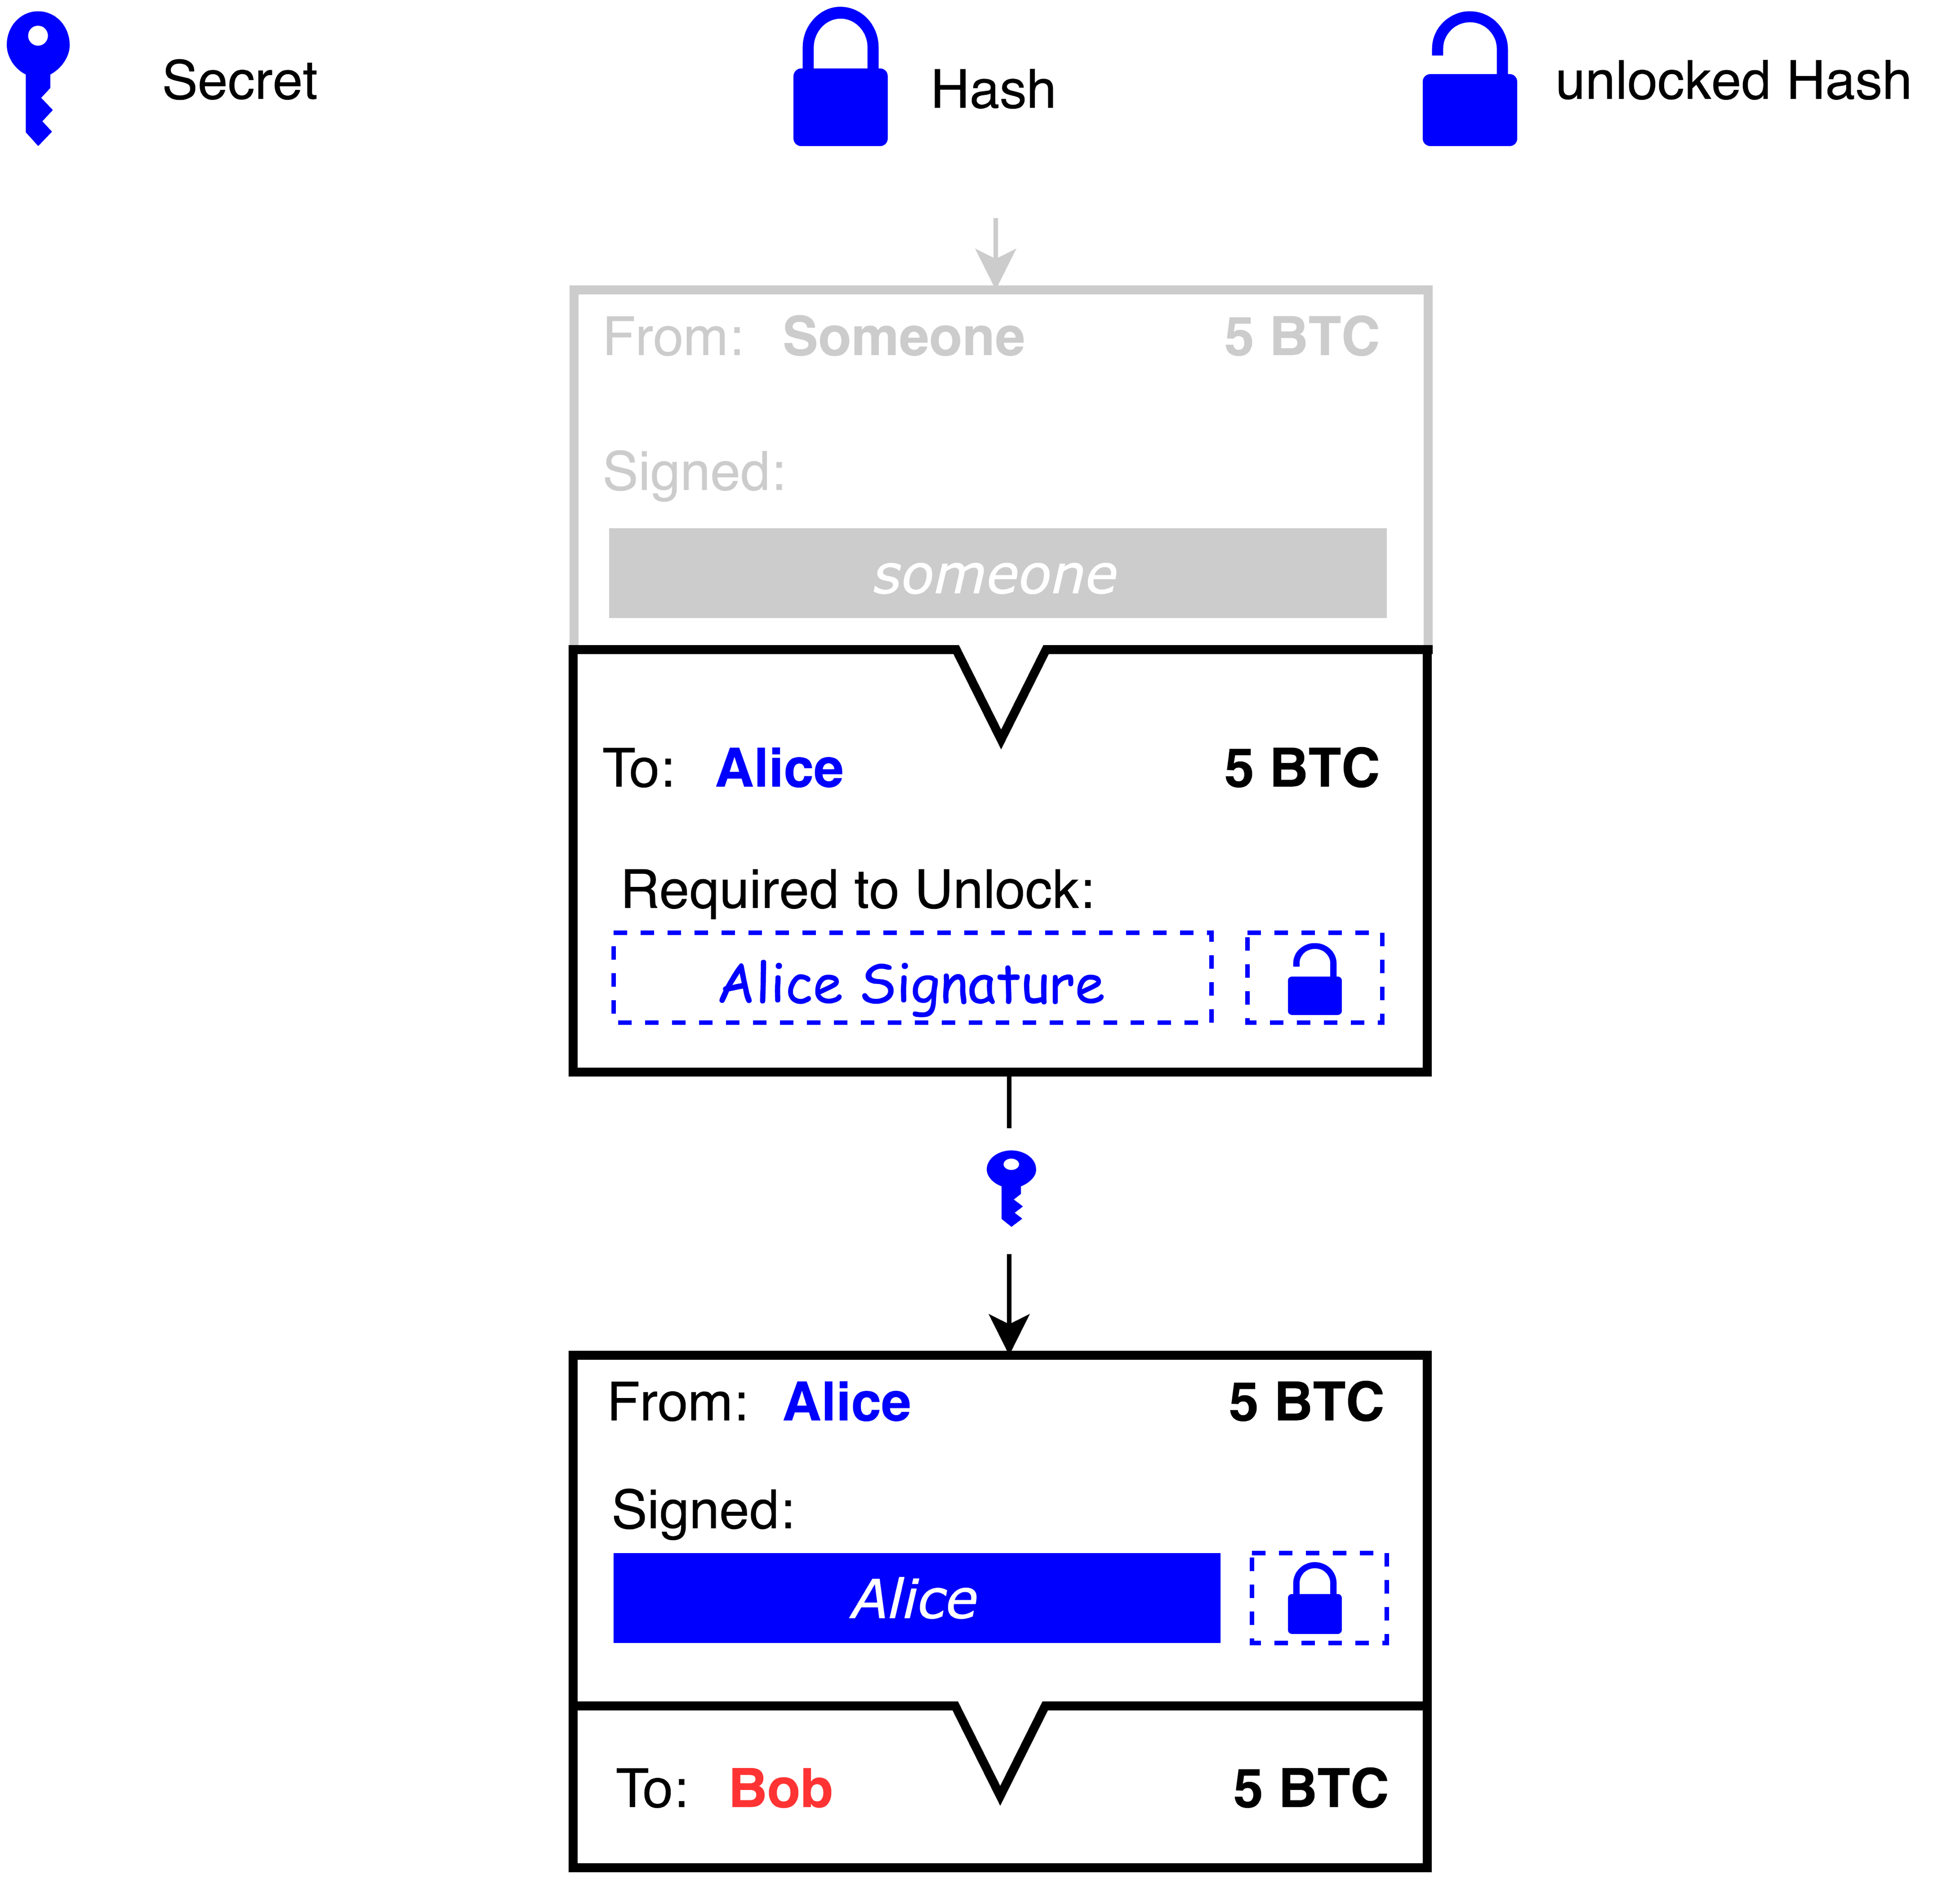 Secret
Hash
unlocked Hash
From: Someone 5 BTC
Signed:
someone
To: Alice 5 BTC
Required to Unlock:
Alice Signature
From: Alice 5 BTC
Signed:
Alice
To: Bob 5 BTC